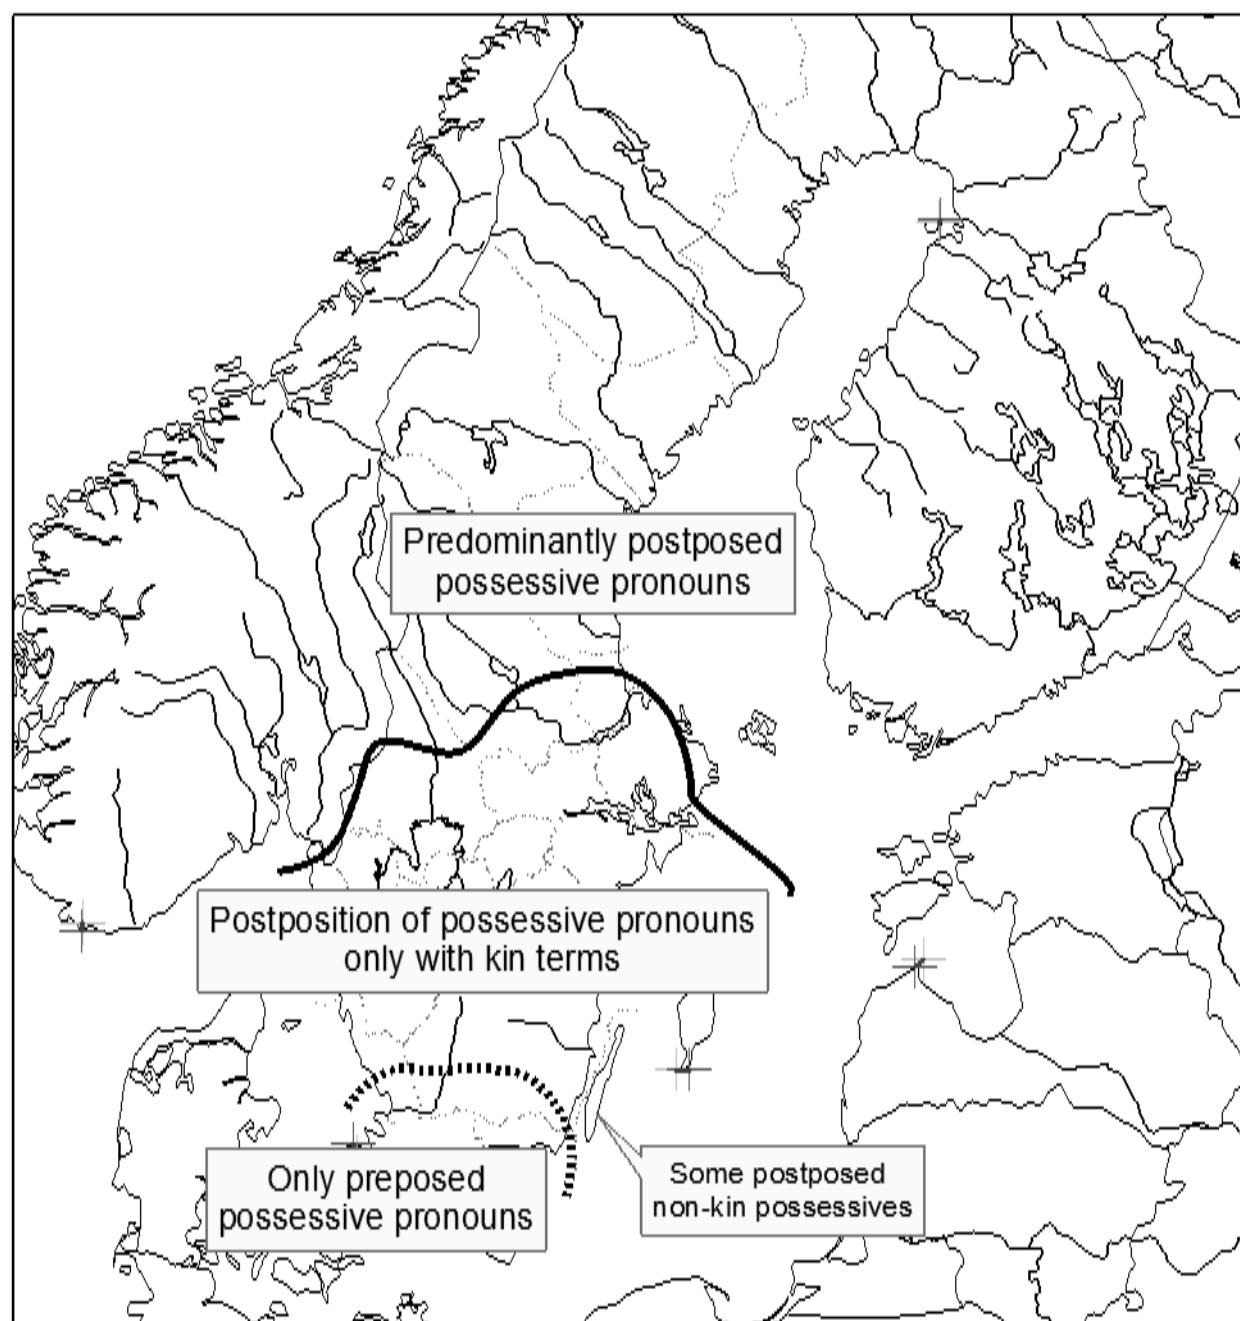 Predominantly postposed
possessive pronouns
Postposition of possessive pronouns
only with kin terms
Only preposed
possessive pronouns
Some postposed
non-kin possessives